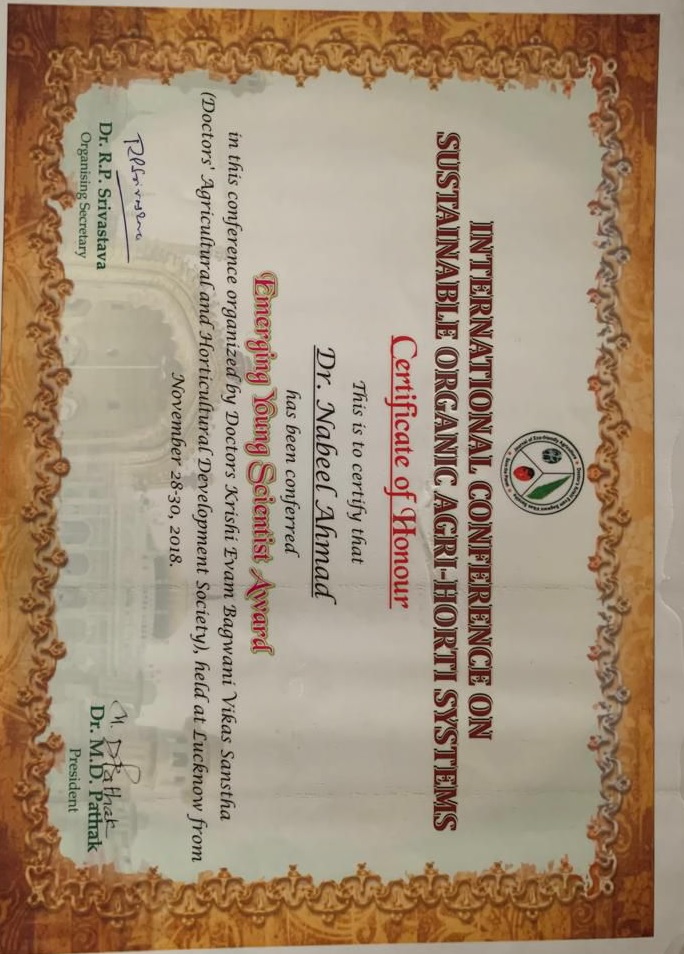 INTERNATIONAL CONFERENCE ON
SUSTAINABLE ORGANIC AGRI-HORTI SYSTEMS
Certificate of Honour
This is to certify that
Dr. Nabeel Ahmad
has been conferred
Emerging Young Scientist Award
in this conference organized by Doctors Krishi Evam Bagwani Vikas Sanstha
(Doctors' Agricultural and Horticultural Development Society), held at Lucknow from
November 28-30, 2018.
RPSrivastava
Dr. R.P. Srivastava
Organising Secretary
M. D Pathak
Dr. M.D. Pathak
President